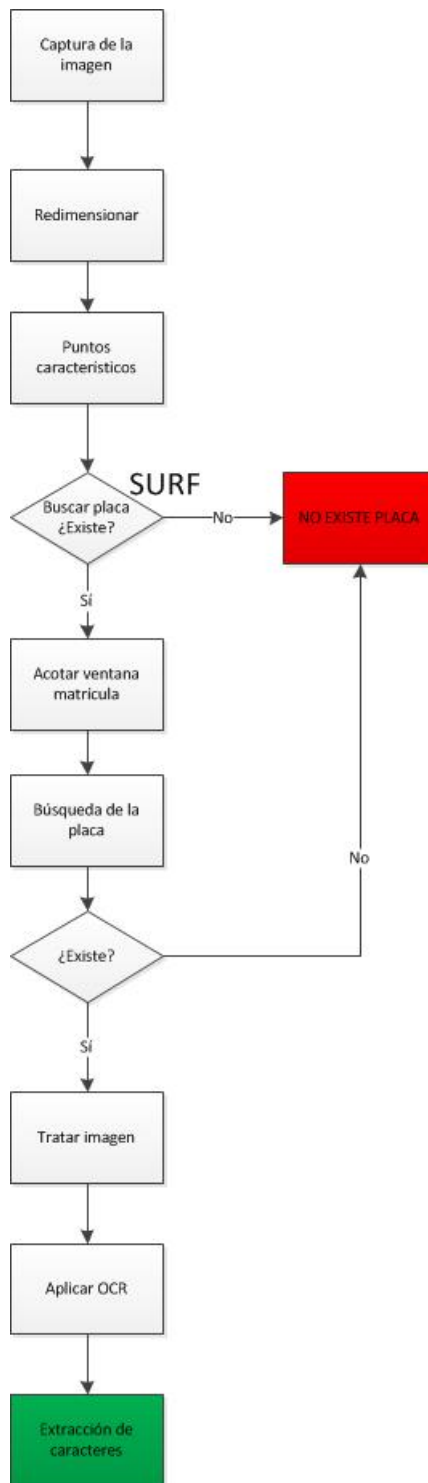 Captura de la
imagen
Redimensionar
Puntos
caracteristicos
SURF
Buscar placa
¿Existe?
No
NO EXISTE PLACA
Sí
Acotar ventana
matrícula
Búsqueda de la
placa
No
¿Existe?
Sí
Tratar imagen
Aplicar OCR
Extracción de
caracteres